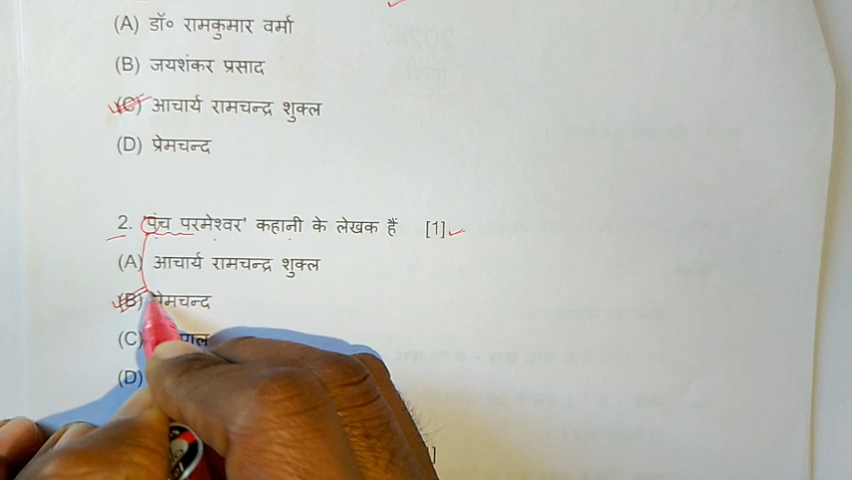 (A) डॉ० रामकुमार वर्मा
(B) जयशंकर प्रसाद
(C) आचार्य रामचन्द्र शुक्ल
(D) प्रेमचन्द
2. 'पंच परमेश्वर' कहानी के लेखक हैं [1]
(A) आचार्य रामचन्द्र शुक्ल
(B) प्रेमचन्द
(C)
(D)